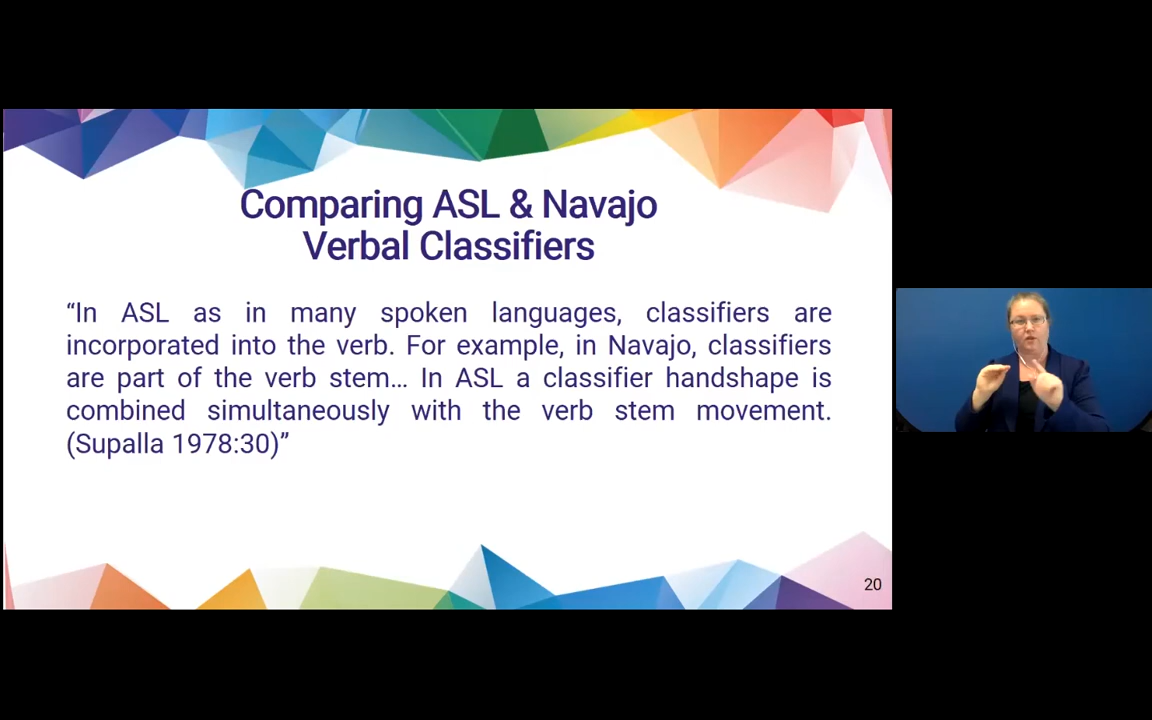 Comparing ASL & Navajo
Verbal Classifiers
“In ASL as in many spoken languages, classifiers are
incorporated into the verb. For example, in Navajo, classifiers
are part of the verb stem… In ASL a classifier handshape is
combined simultaneously with the verb stem movement.
(Supalla 1978:30)”
20